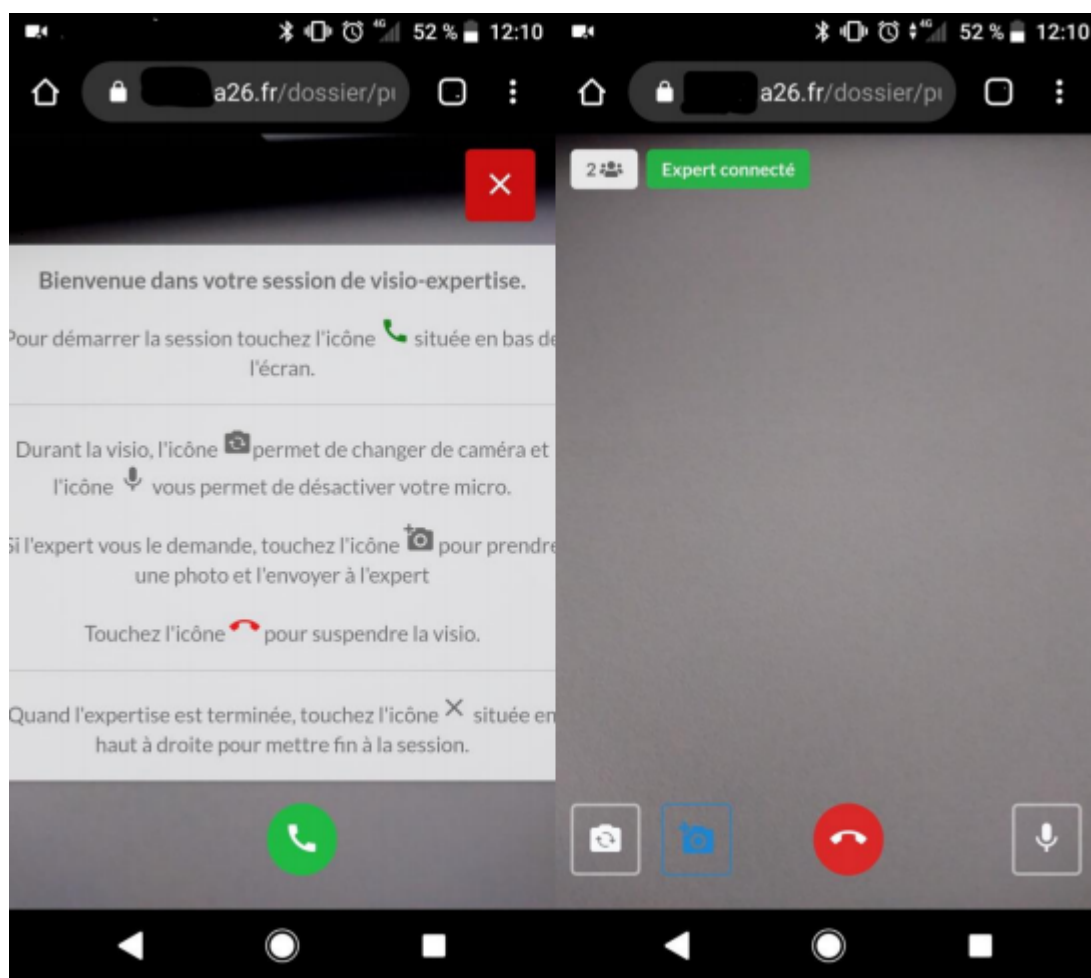 4G 52 % 12:10
a26.fr/dossier/pu
Bienvenue dans votre session de visio-expertise.
Pour démarrer la session touchez l'icône située en bas de
l'écran.
Durant la visio, l'icône permet de changer de caméra et
l'icône vous permet de désactiver votre micro.
Si l'expert vous le demande, touchez l'icône pour prendre
une photo et l'envoyer à l'expert
Touchez l'icône pour suspendre la visio.
Quand l'expertise est terminée, touchez l'icône située en
haut à droite pour mettre fin à la session.
4G 52 % 12:10
a26.fr/dossier/pu
2
Expert connecté